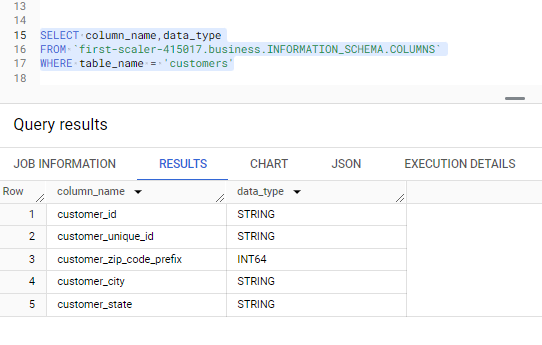 13
14
15 SELECT column_name,data_type
16 FROM `first-scaler-415017.business.INFORMATION_SCHEMA.COLUMNS`
17 WHERE table_name = 'customers'
18
Query results
JOB INFORMATION RESULTS CHART JSON EXECUTION DETAILS
Row column_name data_type
1 customer_id STRING
2 customer_unique_id STRING
3 customer_zip_code_prefix INT64
4 customer_city STRING
5 customer_state STRING